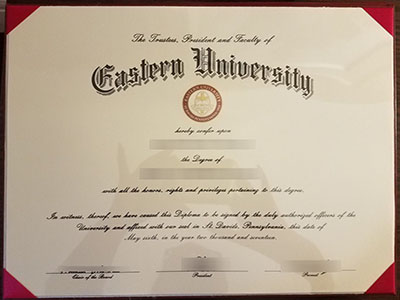 The Trustees, President and Faculty of
Eastern University
hereby confer upon
the Degree of
with all the honors, rights and privileges pertaining to this degree.
In witness, thereof, we have caused this Diploma to be signed by the duly authorized officers of the
University and affixed with our seal in St Davids, Pennsylvania, this date of
May sixth, in the year two thousand and seventeen.
Chair of the Board
President
Provost